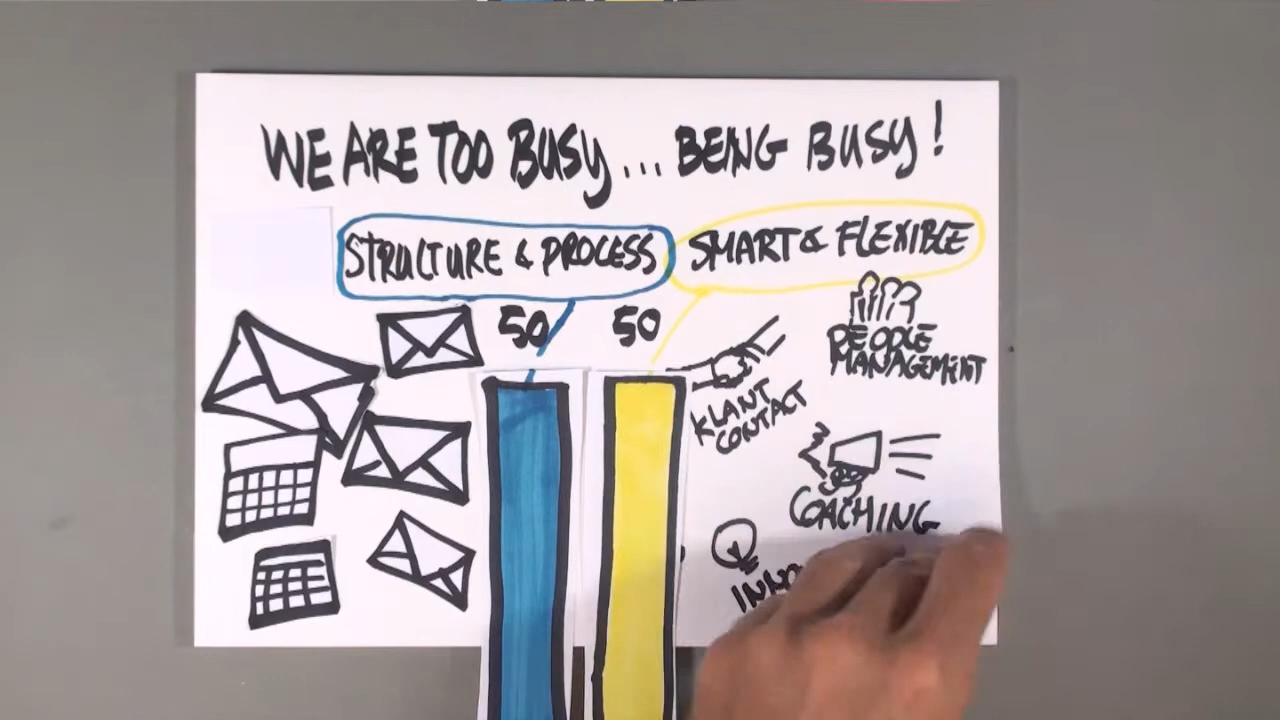 WE ARE TOO BUSY... BEING BUSY!
STRUCTURE & PROCESS
SMART & FLEXIBLE
50
50
PEOPLE
MANAGEMENT
KLANT
CONTACT
COACHING